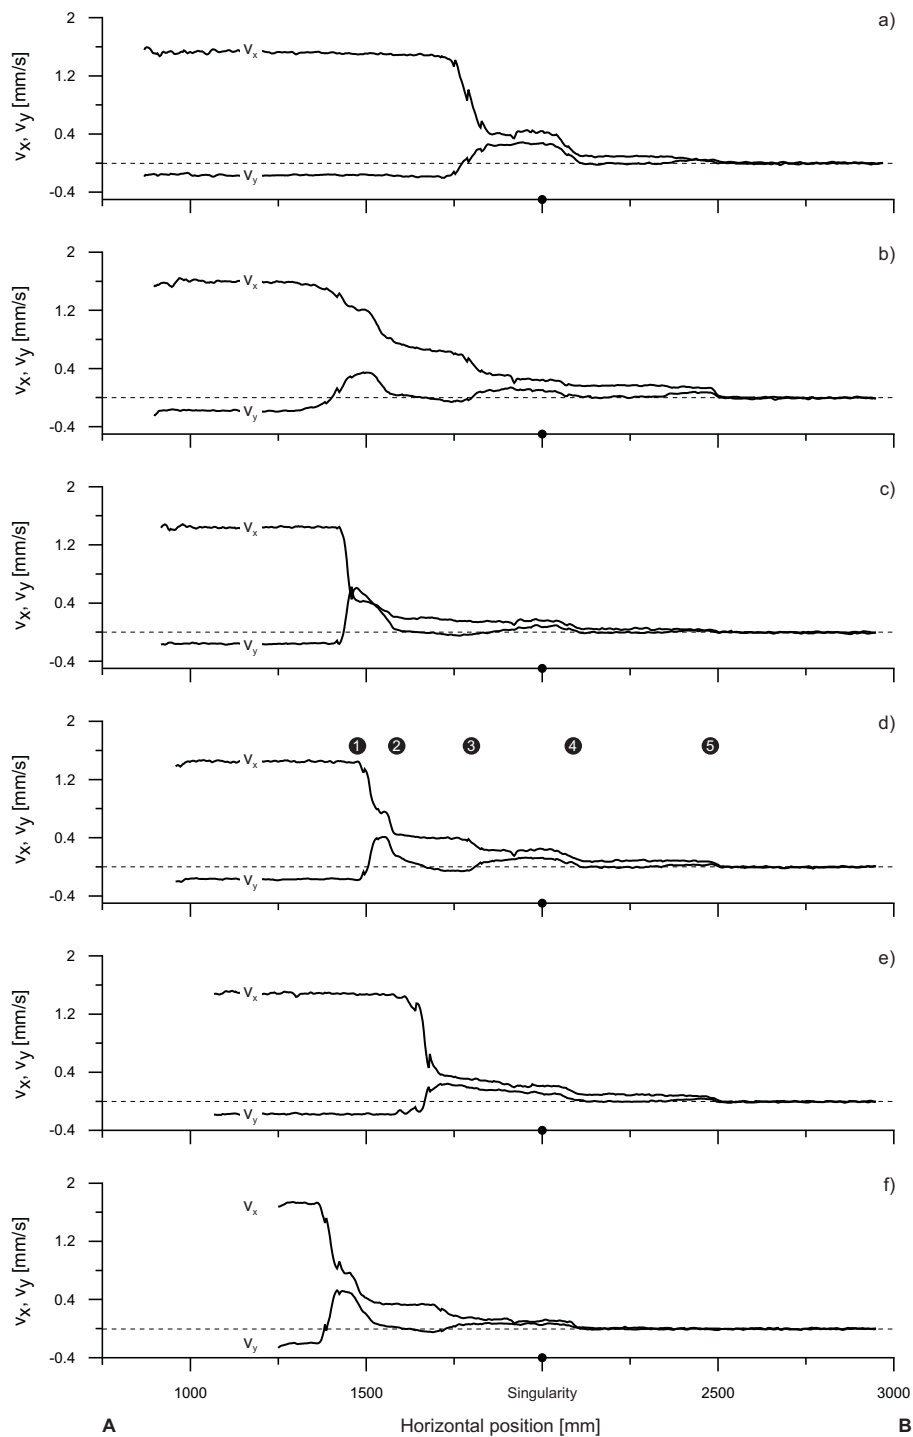 a)
2
1.2
0.4
-0.4
vx, vy [mm/s]
Vx
Vy
b)
2
1.2
0.4
-0.4
vx, vy [mm/s]
Vx
Vy
c)
2
1.2
0.4
-0.4
vx, vy [mm/s]
Vx
Vy
d)
2
1.2
0.4
-0.4
vx, vy [mm/s]
1 2 3 4 5
Vx
Vy
e)
2
1.2
0.4
-0.4
vx, vy [mm/s]
Vx
Vy
f)
2
1.2
0.4
-0.4
vx, vy [mm/s]
Vx
Vy
1000 1500 Singularity 2500 3000
A Horizontal position [mm] B